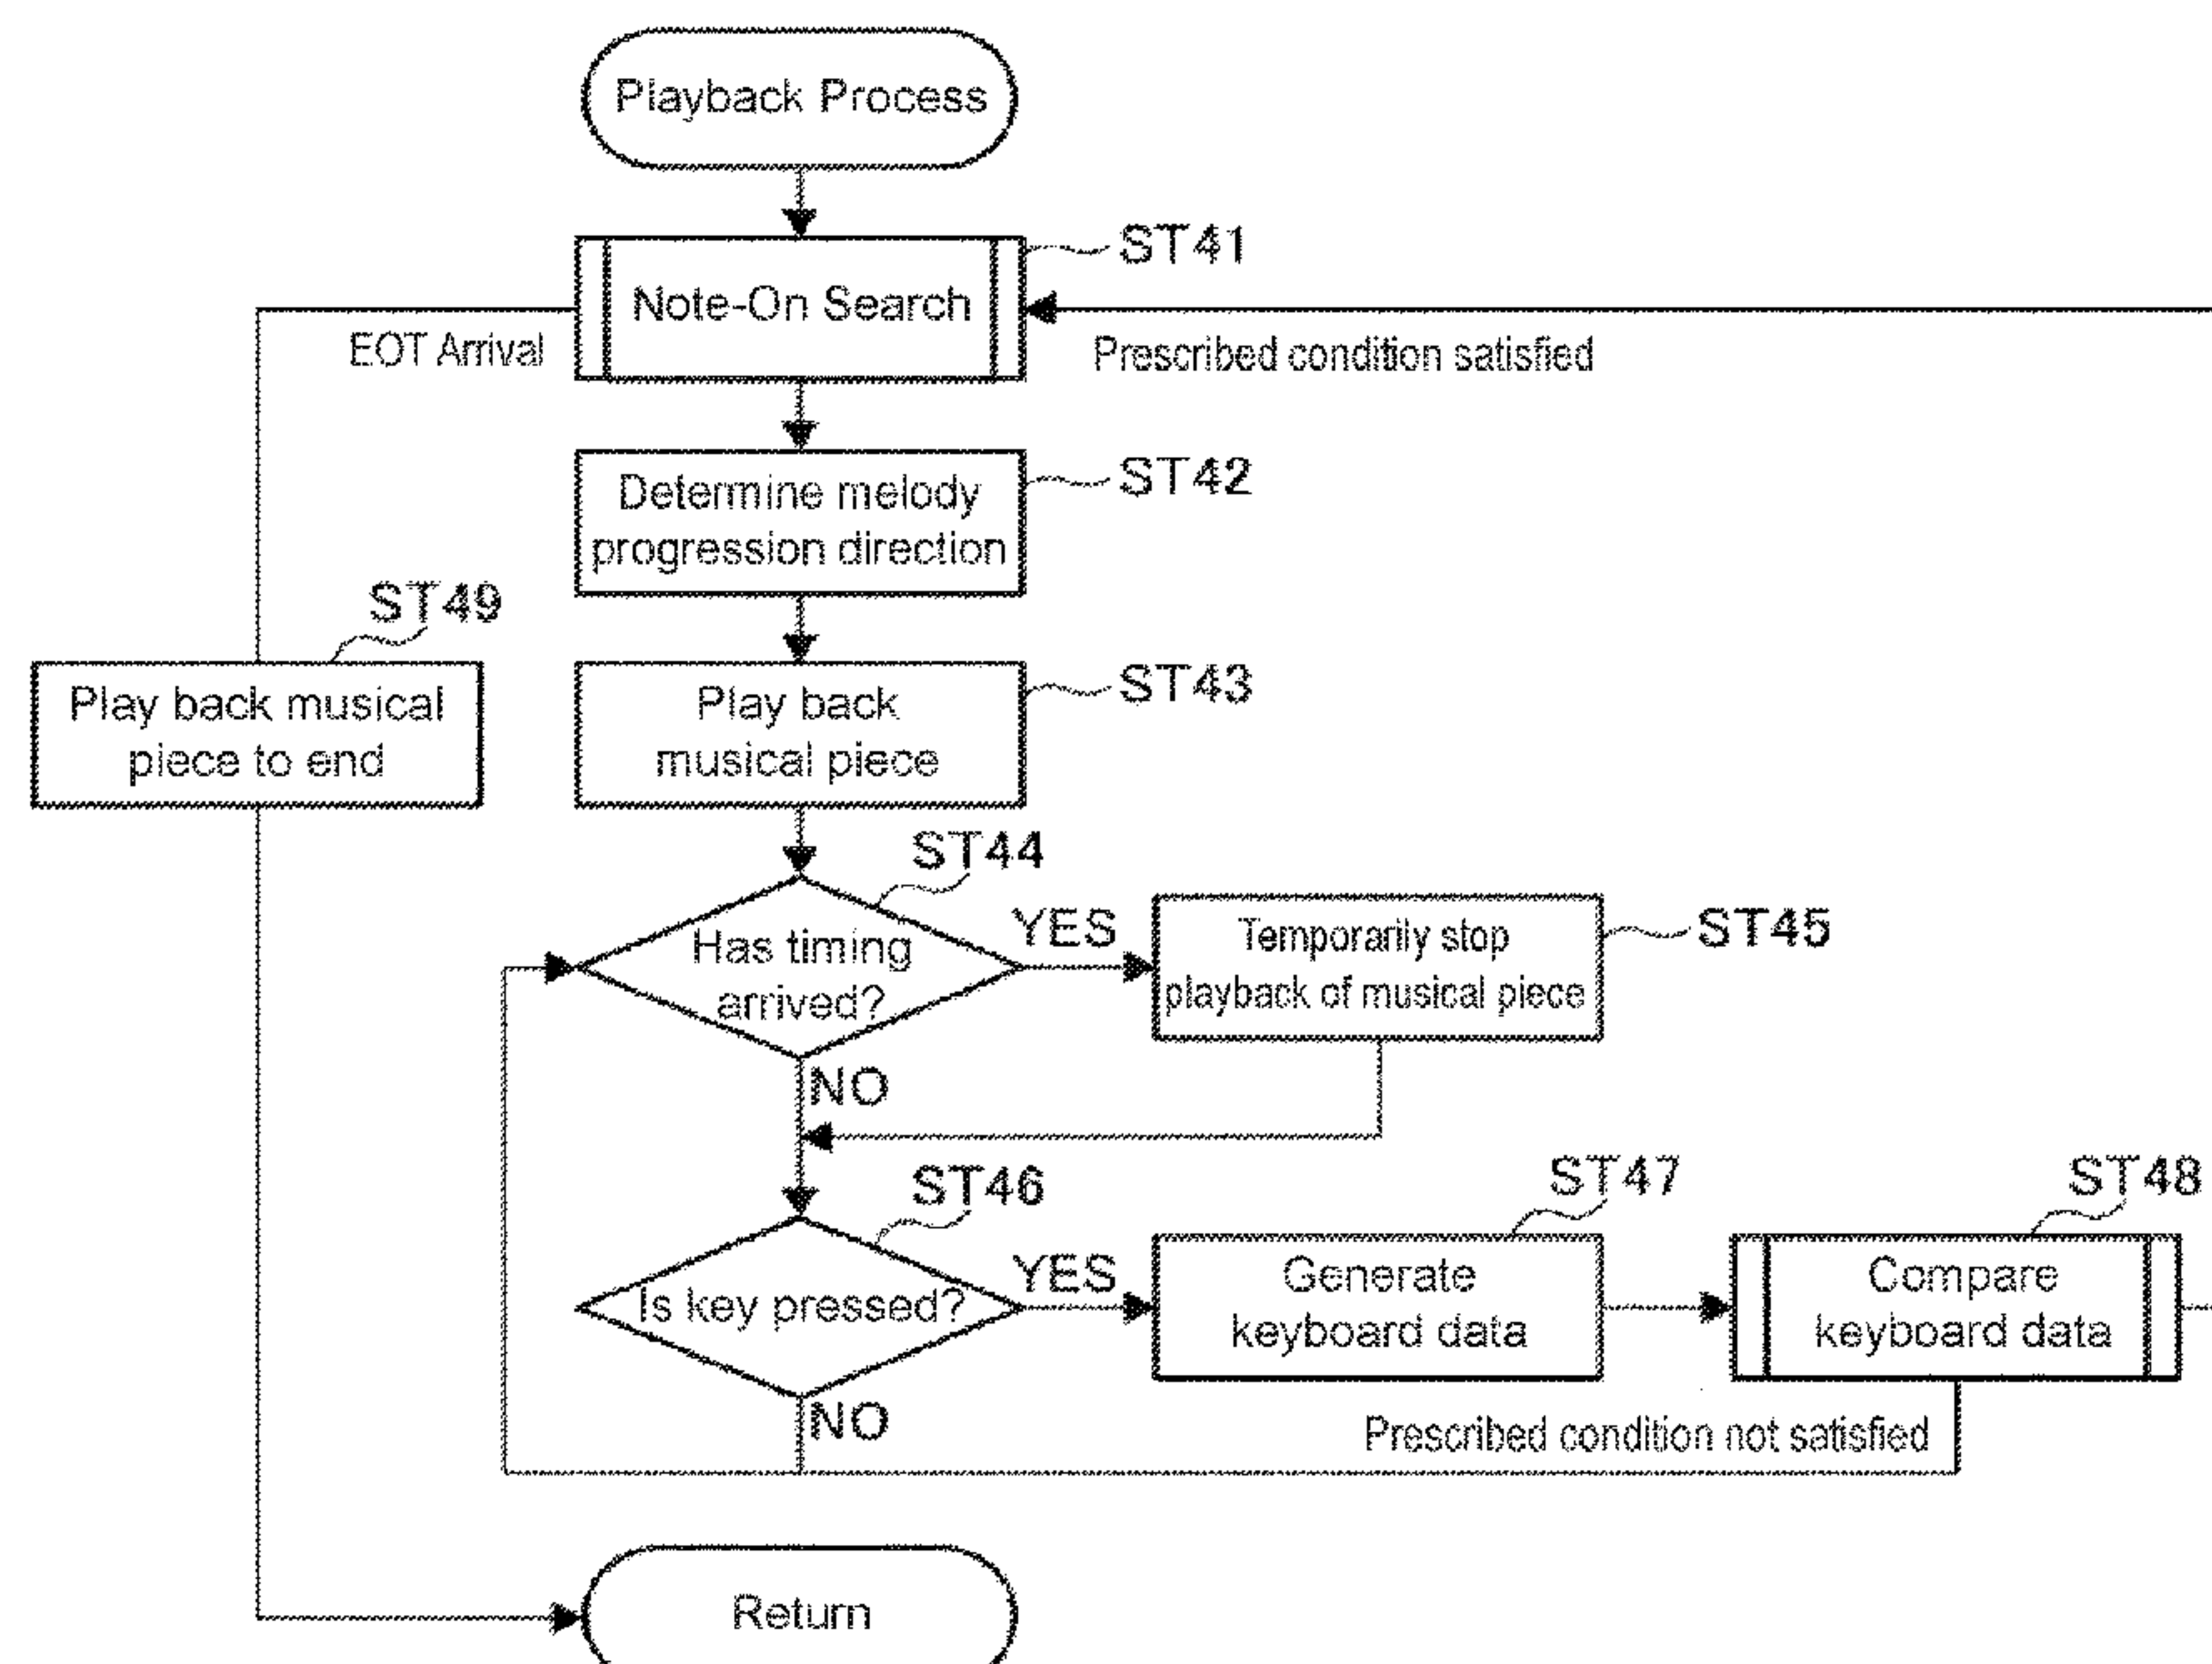 Playback Process
ST41
Note-On Search
EOT Arrival
Prescribed condition satisfied
ST42
Determine melody
progression direction
ST49
Play back musical
piece to end
ST43
Play back
musical piece
ST44
Has timing
arrived?
YES
ST45
Temporarily stop
playback of musical piece
NO
ST46
Is key pressed?
YES
ST47
Generate
keyboard data
ST48
Compare
keyboard data
NO
Prescribed condition not satisfied
Return